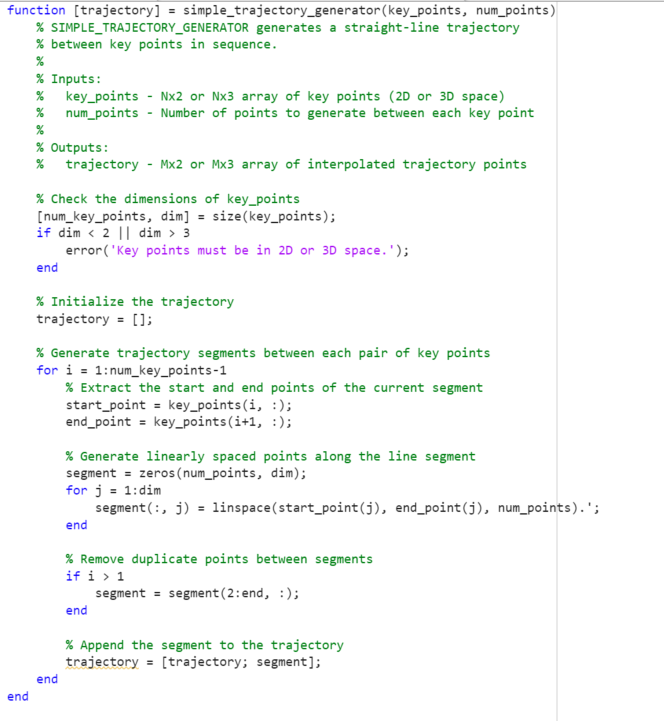 function [trajectory] = simple_trajectory_generator(key_points, num_points)
    % SIMPLE_TRAJECTORY_GENERATOR generates a straight-line trajectory
    % between key points in sequence.
    %
    % Inputs:
    %   key_points - Nx2 or Nx3 array of key points (2D or 3D space)
    %   num_points - Number of points to generate between each key point
    %
    % Outputs:
    %   trajectory - Mx2 or Mx3 array of interpolated trajectory points

    % Check the dimensions of key_points
    [num_key_points, dim] = size(key_points);
    if dim < 2 || dim > 3
        error('Key points must be in 2D or 3D space.');
    end

    % Initialize the trajectory
    trajectory = [];

    % Generate trajectory segments between each pair of key points
    for i = 1:num_key_points-1
        % Extract the start and end points of the current segment
        start_point = key_points(i, :);
        end_point = key_points(i+1, :);

        % Generate linearly spaced points along the line segment
        segment = zeros(num_points, dim);
        for j = 1:dim
            segment(:, j) = linspace(start_point(j), end_point(j), num_points).';
        end

        % Remove duplicate points between segments
        if i > 1
            segment = segment(2:end, :);
        end

        % Append the segment to the trajectory
        trajectory = [trajectory; segment];
    end
end